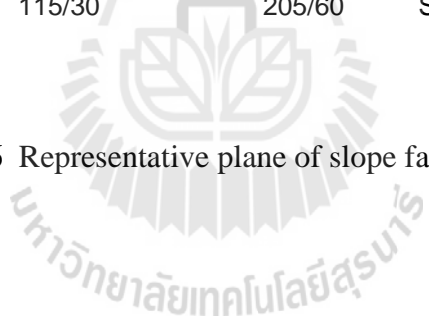 115/30 205/60 S
Representative plane of slope fa
มหาวิทยาลัยเทคโนโลยีสุรนารี